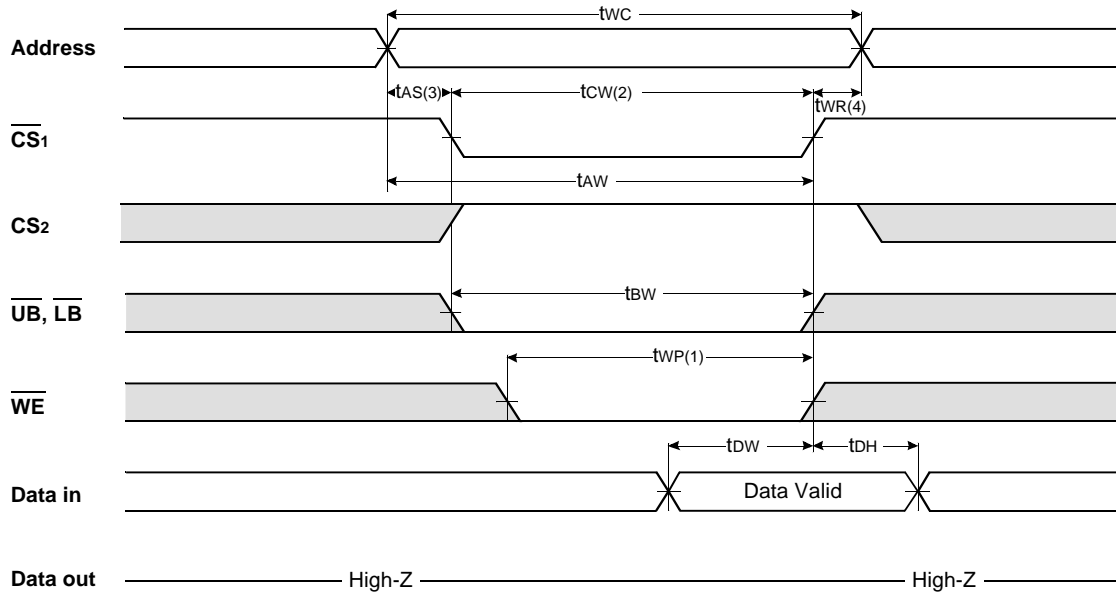 tWC
Address
tAS(3) tCW(2) tWR(4)
CS1
tAW
CS2
tBW
UB, LB
tWP(1)
WE
tDW tDH
Data in Data Valid
Data out High-Z High-Z